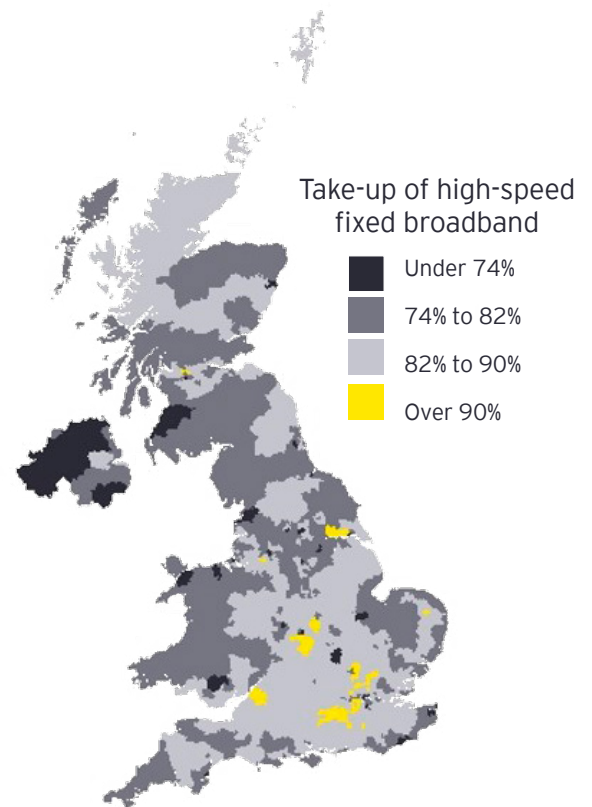 Take-up of high-speed
fixed broadband
Under 74%
74% to 82%
82% to 90%
Over 90%